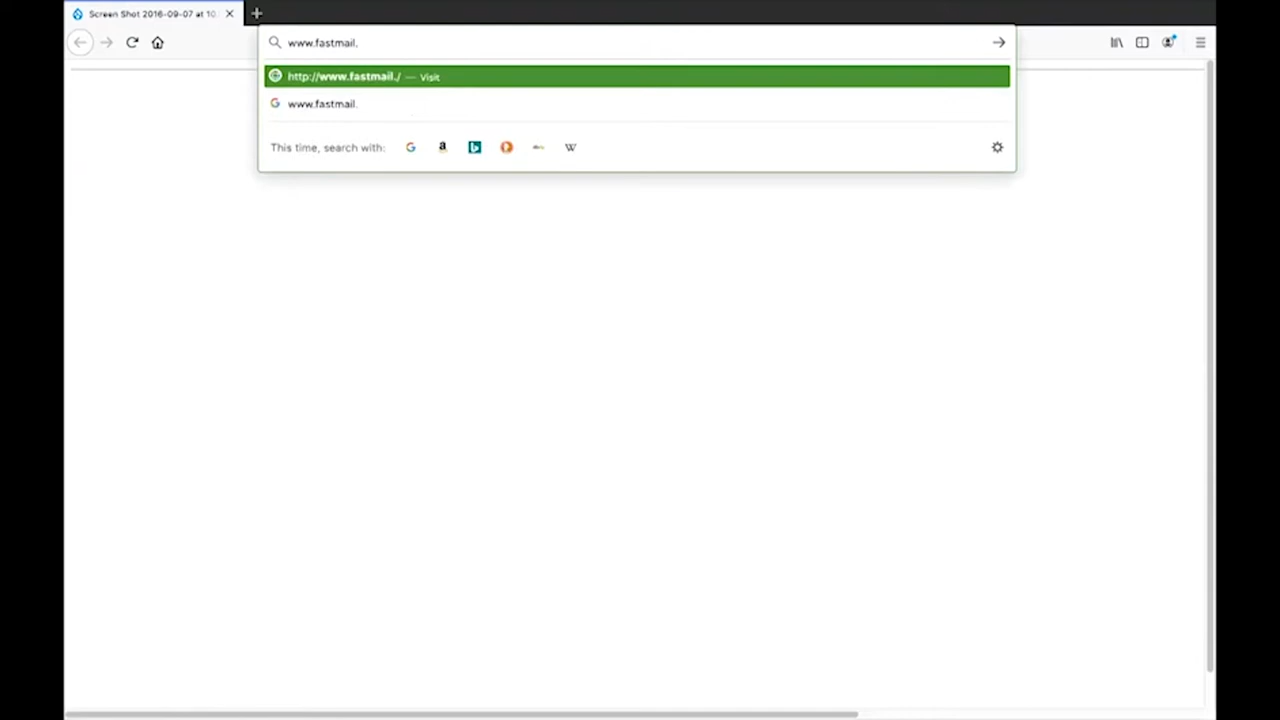 Screen Shot 2016-09-07 at 10.
www.fastmail.
http://www.fastmail./ — Visit
www.fastmail.
This time, search with: